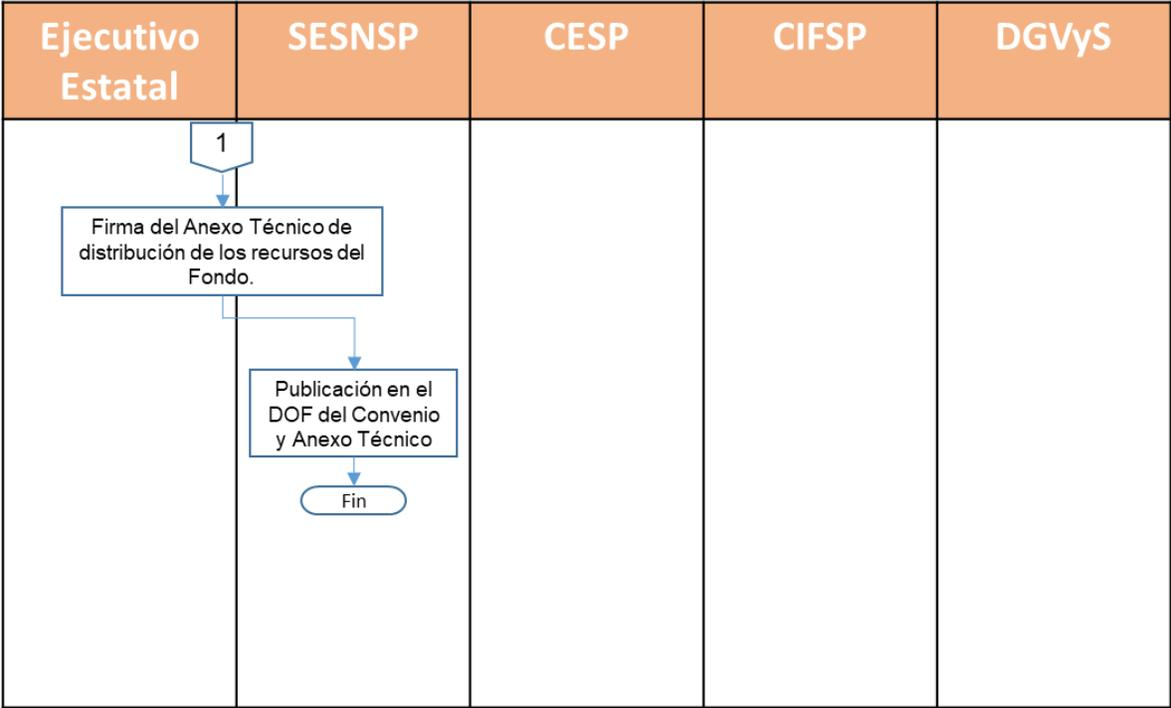 Ejecutivo
Estatal
SESNSP
CESP
CIFSP
DGVyS
1
Firma del Anexo Técnico de
distribución de los recursos del
Fondo.
Publicación en el
DOF del Convenio
y Anexo Técnico
Fin